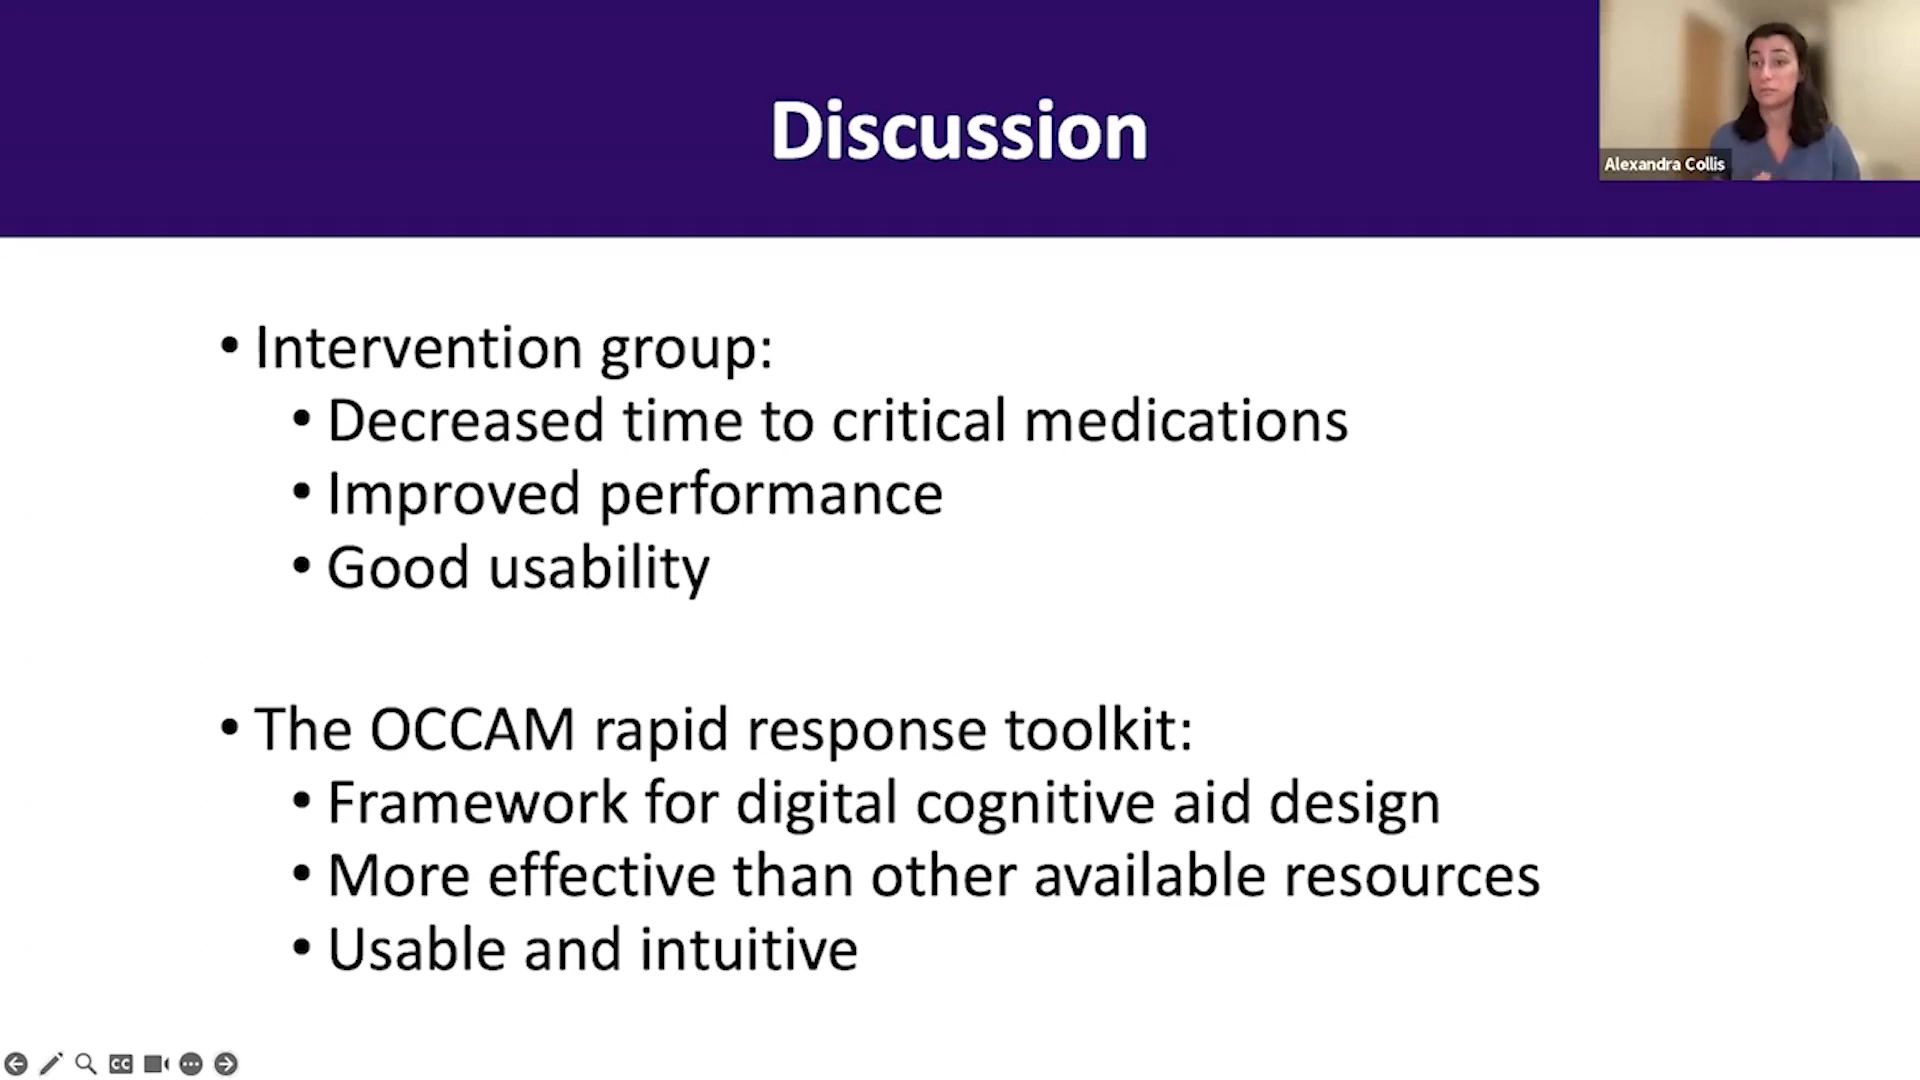 Discussion
Alexandra Collis
• Intervention group:
• Decreased time to critical medications
• Improved performance
• Good usability
• The OCCAM rapid response toolkit:
• Framework for digital cognitive aid design
• More effective than other available resources
• Usable and intuitive
CC